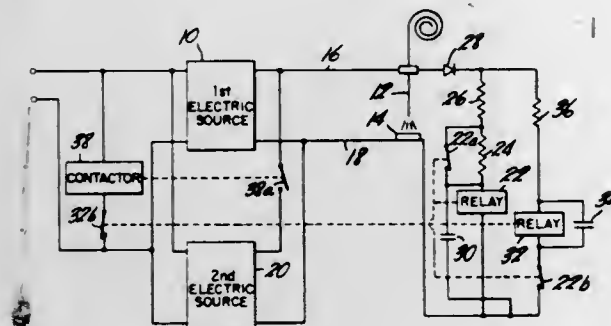 10
16
28
1st
ELECTRIC
SOURCE
12
26
36
14
22a
24
38
18
22
CONTACTOR
38a
RELAY
32b
30
RELAY
32
20
22b
2nd
ELECTRIC
SOURCE